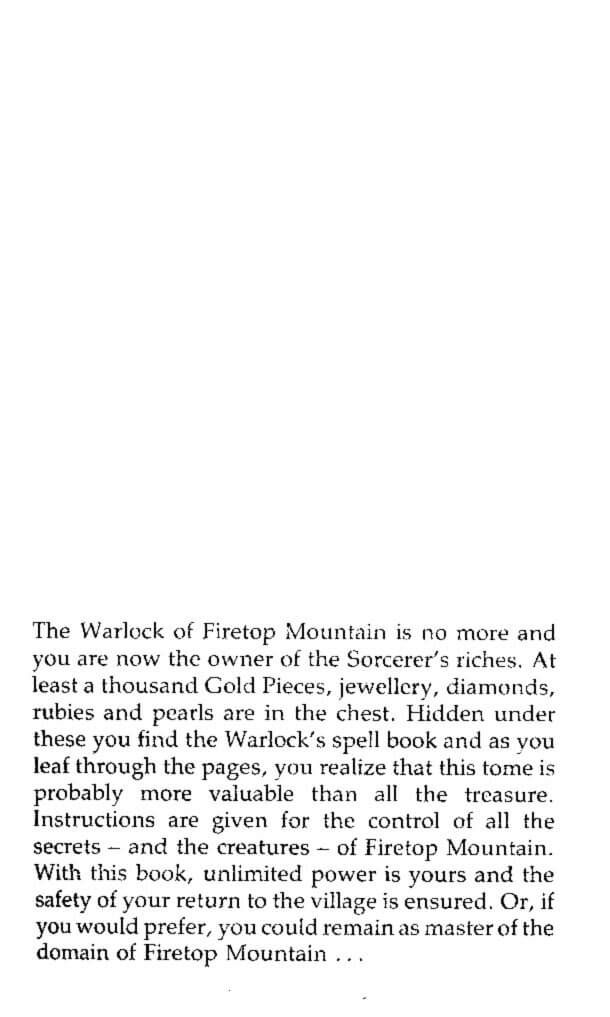 The Warlock of Firetop Mountain is no more and
you are now the owner of the Sorcerer's riches. At
least a thousand Gold Pieces, jewellery, diamonds,
rubies and pearls are in the chest. Hidden under
these you find the Warlock's spell book and as you
leaf through the pages, you realize that this tome is
probably more valuable than all the treasure.
Instructions are given for the control of all the
secrets – and the creatures – of Firetop Mountain.
With this book, unlimited power is yours and the
safety of your return to the village is ensured. Or, if
you would prefer, you could remain as master of the
domain of Firetop Mountain . . .